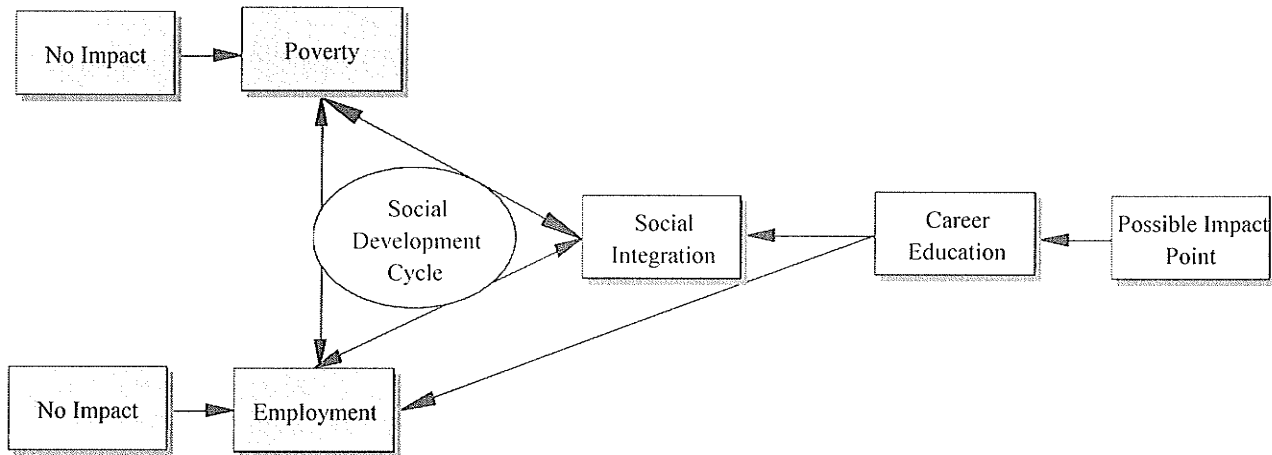 No Impact
Poverty
Social
Development
Cycle
Social
Integration
Career
Education
Possible Impact
Point
No Impact
Employment